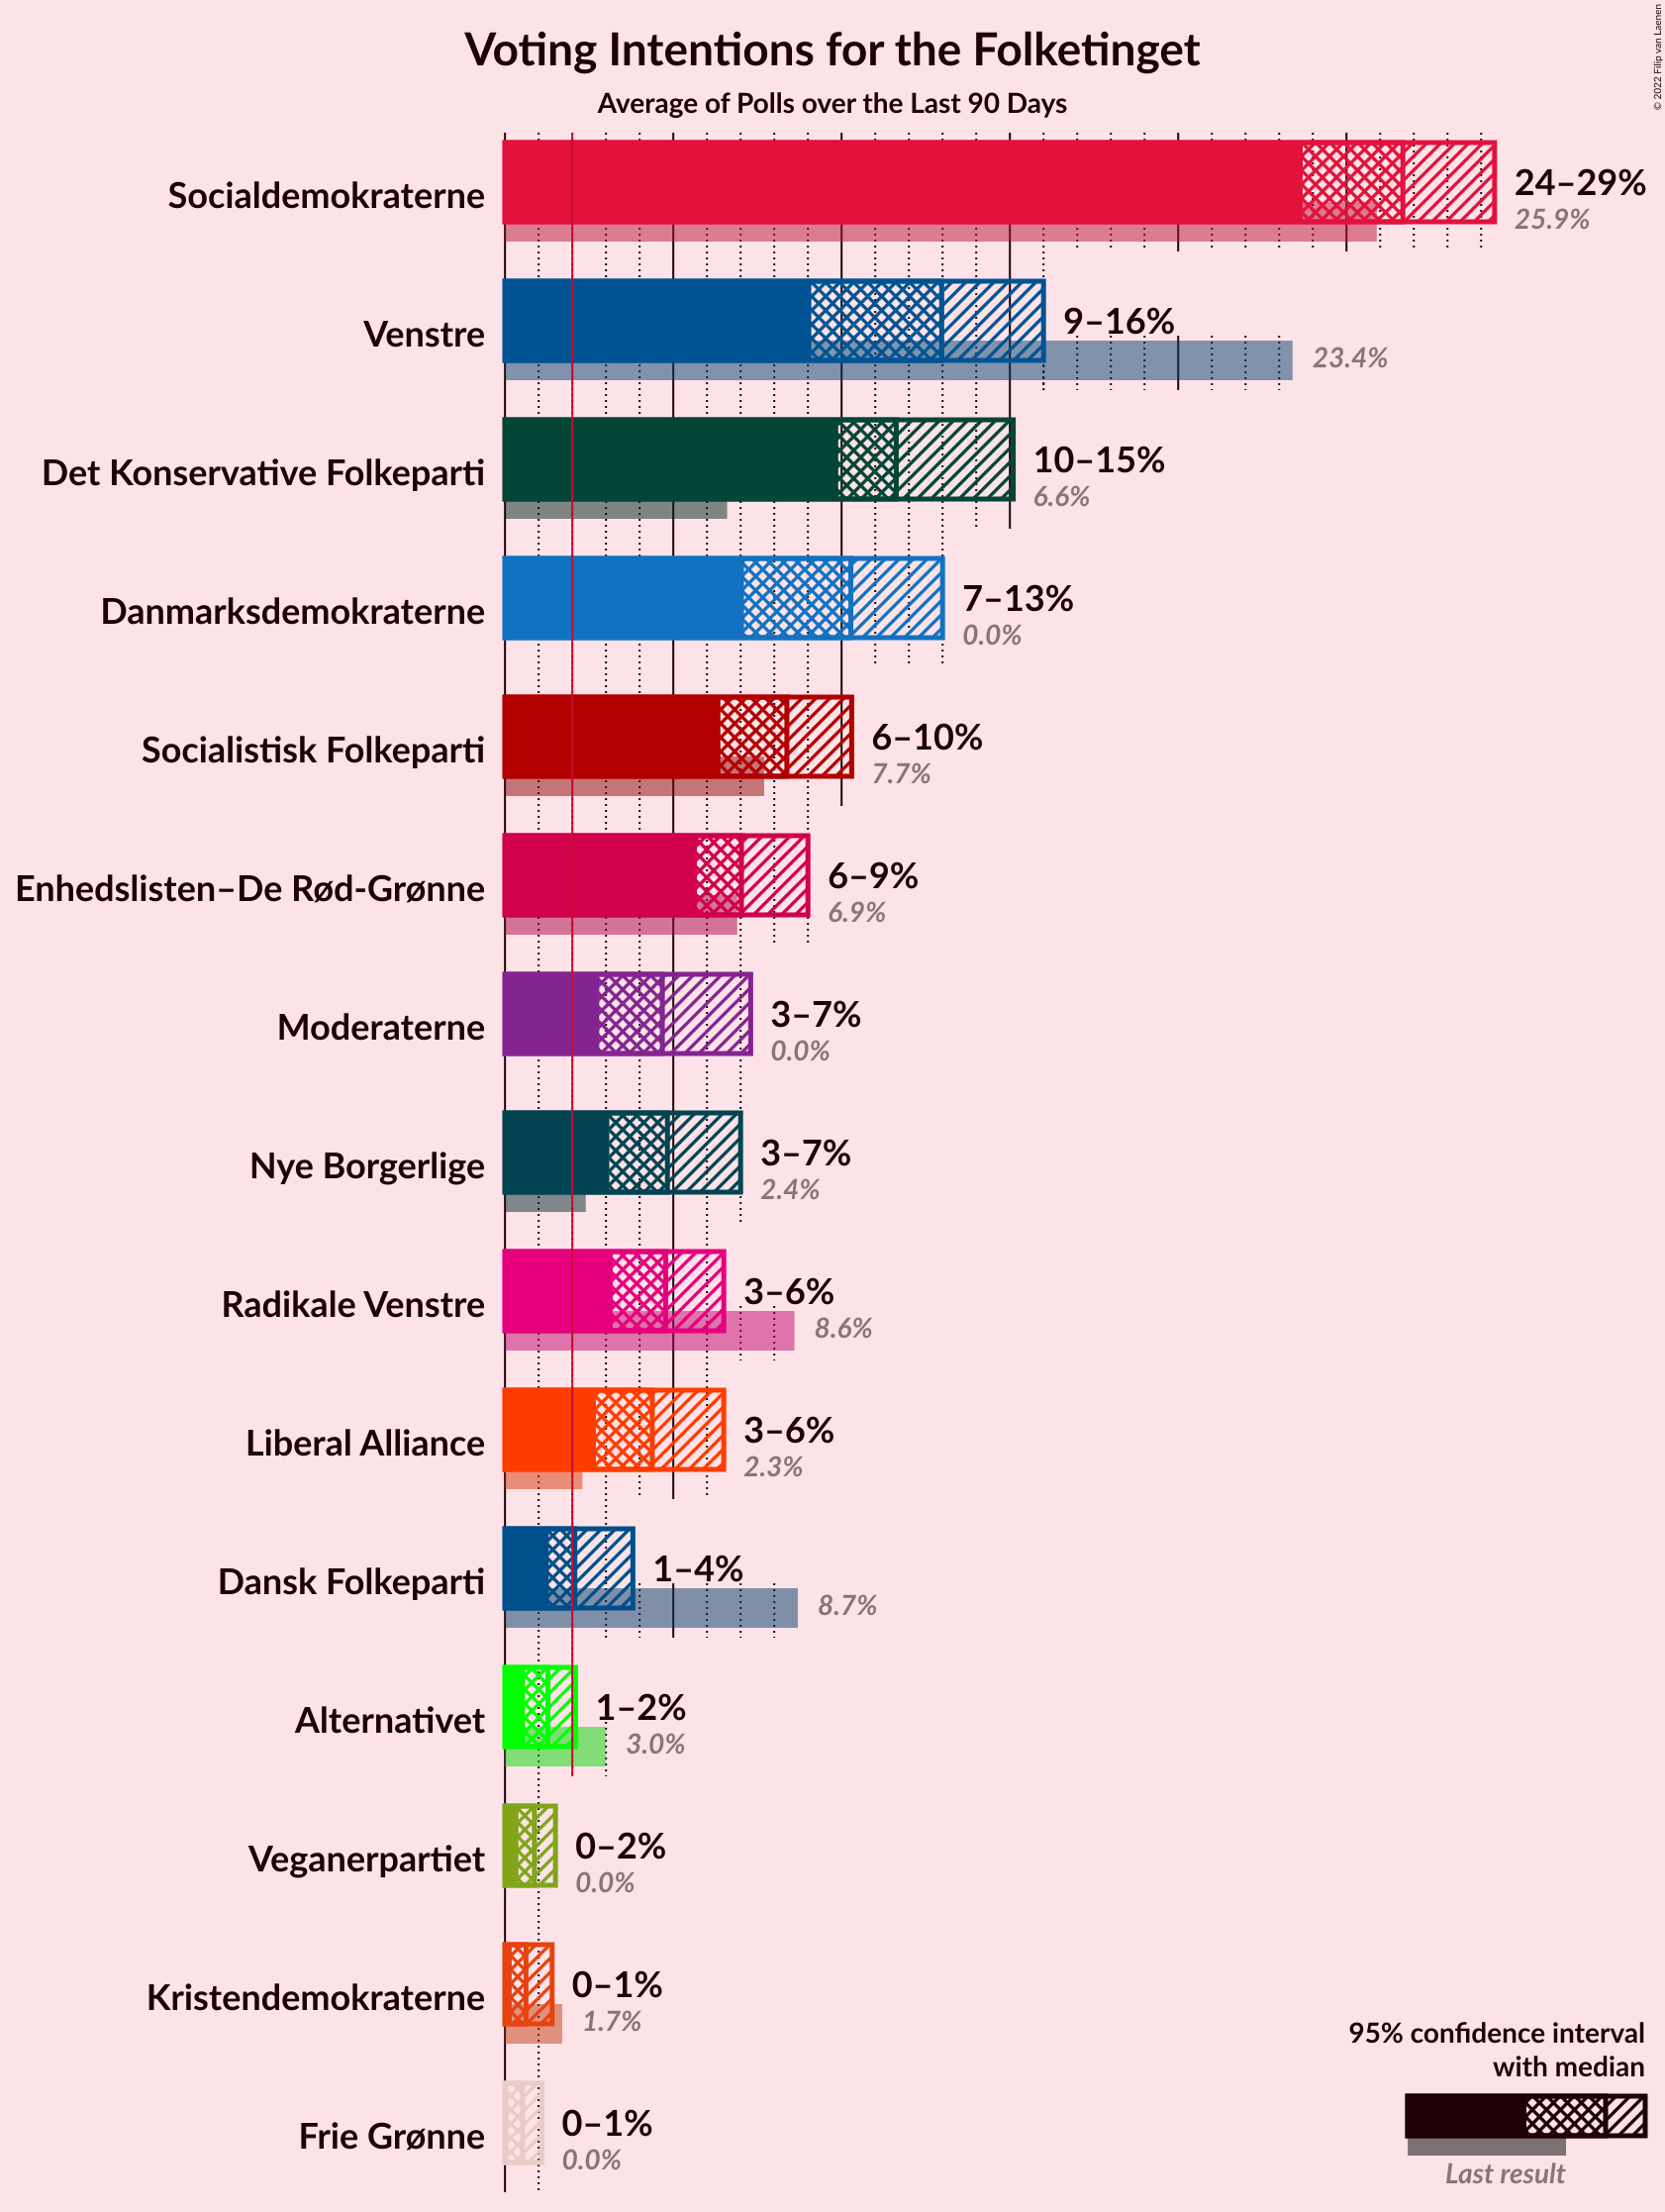 Voting Intentions for the Folketinget
Average of Polls over the Last 90 Days
© 2022 Filip van Laenen
Socialdemokraterne
24–29%
25.9%
Venstre
9–16%
23.4%
Det Konservative Folkeparti
10–15%
6.6%
Danmarksdemokraterne
7–13%
0.0%
Socialistisk Folkeparti
6–10%
7.7%
Enhedslisten–De Rød-Grønne
6–9%
6.9%
Moderaterne
3–7%
0.0%
Nye Borgerlige
3–7%
2.4%
Radikale Venstre
3–6%
8.6%
Liberal Alliance
3–6%
2.3%
Dansk Folkeparti
1–4%
8.7%
Alternativet
1–2%
3.0%
Veganerpartiet
0–2%
0.0%
Kristendemokraterne
0–1%
1.7%
Frie Grønne
0–1%
0.0%
95% confidence interval
with median
Last result